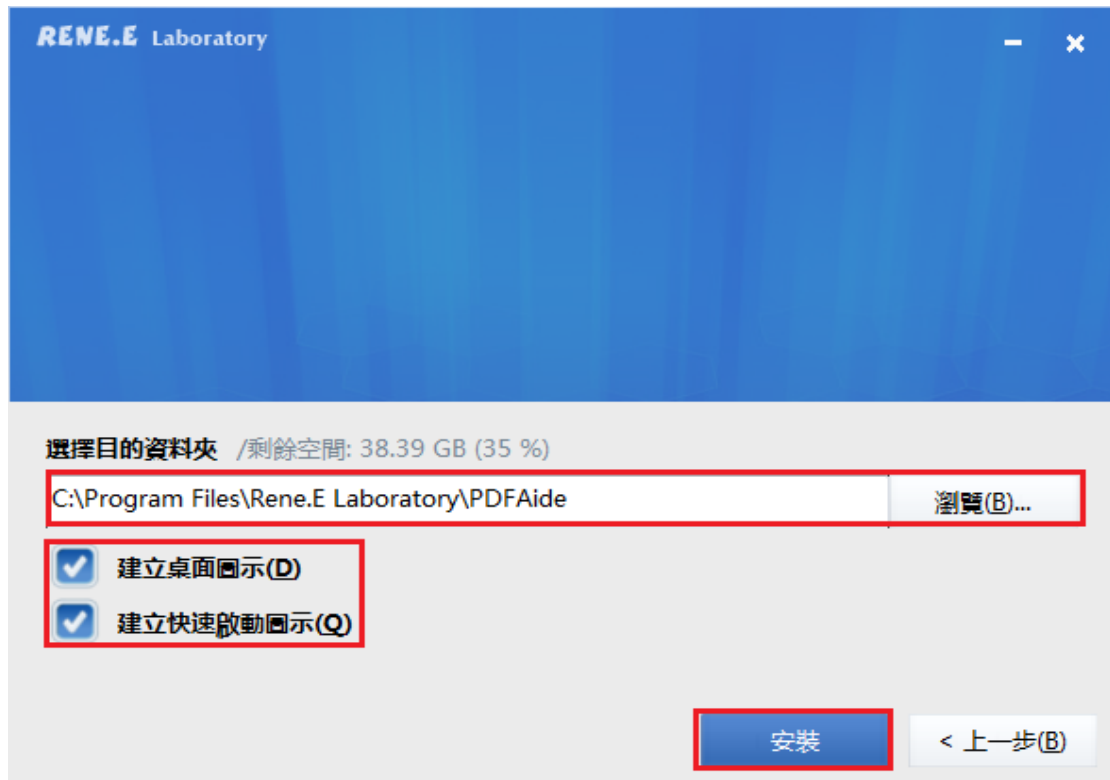 RENE.E Laboratory
選擇目的資料夾 /剩餘空間: 38.39 GB (35 %)
C:\Program Files\Rene.E Laboratory\PDFAide 瀏覽(B)...
建立桌面圖示(D)
建立快速啟動圖示(Q)
安裝 < 上一步(B)